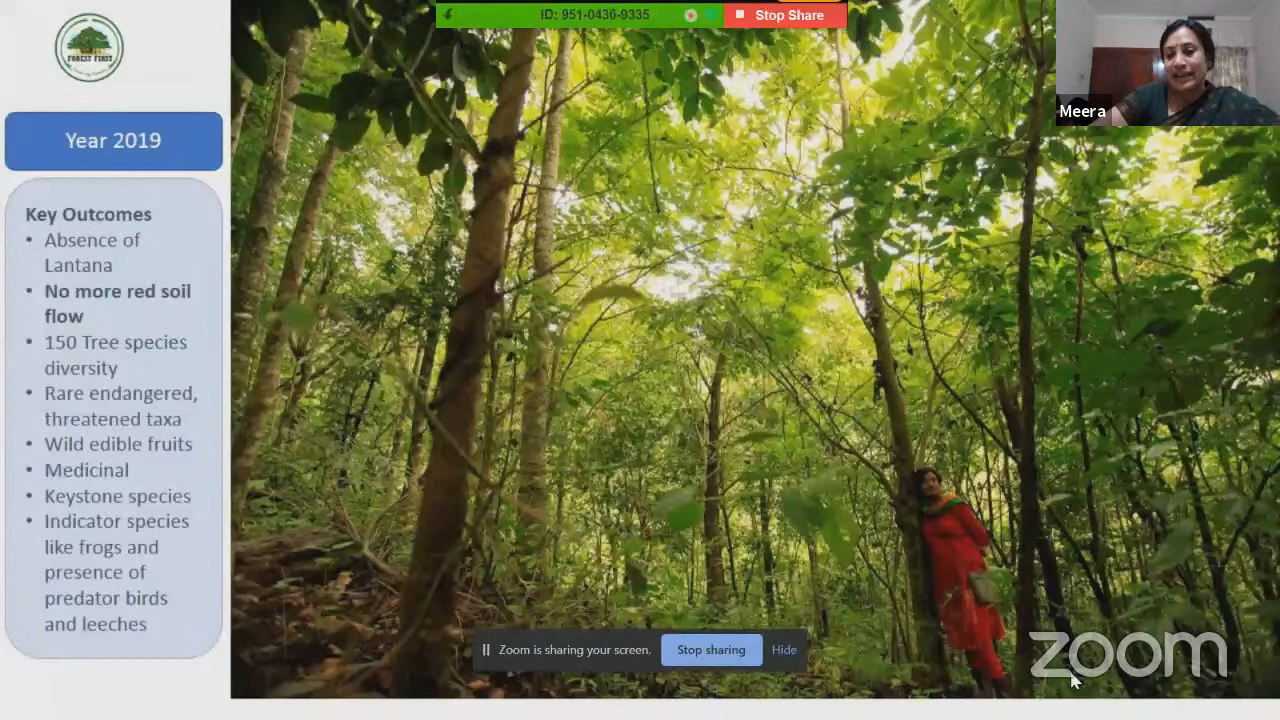 FOREST FIRST
ID: 951-0436-9335
Stop Share
Meera
Year 2019
Key Outcomes
• Absence of
Lantana
• No more red soil
flow
• 150 Tree species
diversity
• Rare endangered,
threatened taxa
• Wild edible fruits
• Medicinal
• Keystone species
• Indicator species
like frogs and
presence of
predator birds
and leeches
Zoom is sharing your screen.
Stop sharing
Hide
zoom